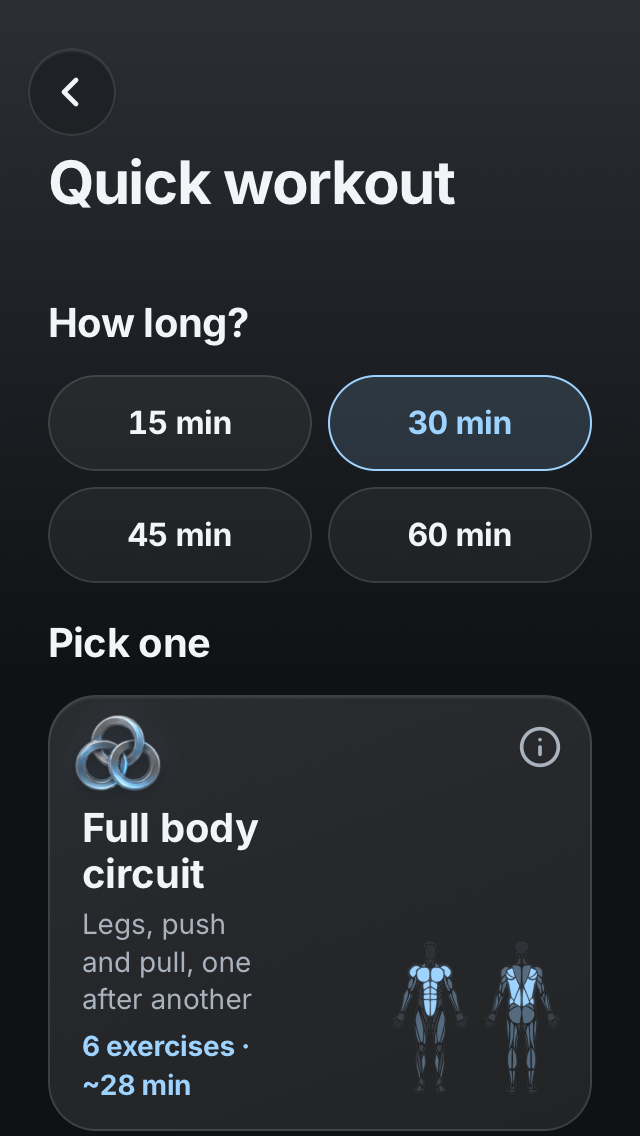 Quick workout
How long?
15 min
30 min
45 min
60 min
Pick one
Full body
circuit
Legs, push
and pull, one
after another
6 exercises ·
~28 min